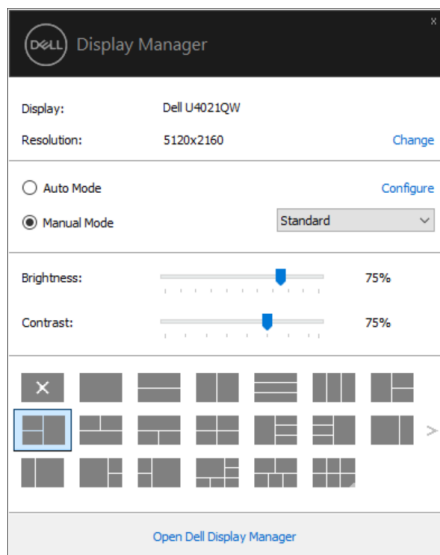 x
DELL Display Manager
Display: Dell U4021QW
Resolution: 5120x2160 Change
Auto Mode Configure
Manual Mode Standard
Brightness: 75%
Contrast: 75%
Open Dell Display Manager